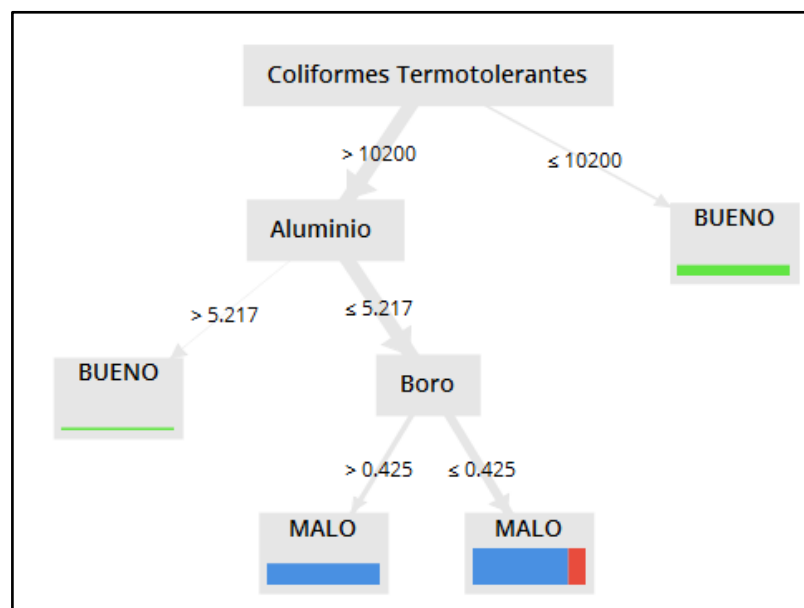 Coliformes Termotolerantes
> 10200
≤ 10200
Aluminio
BUENO
> 5.217
≤ 5.217
BUENO
Boro
> 0.425
≤ 0.425
MALO
MALO